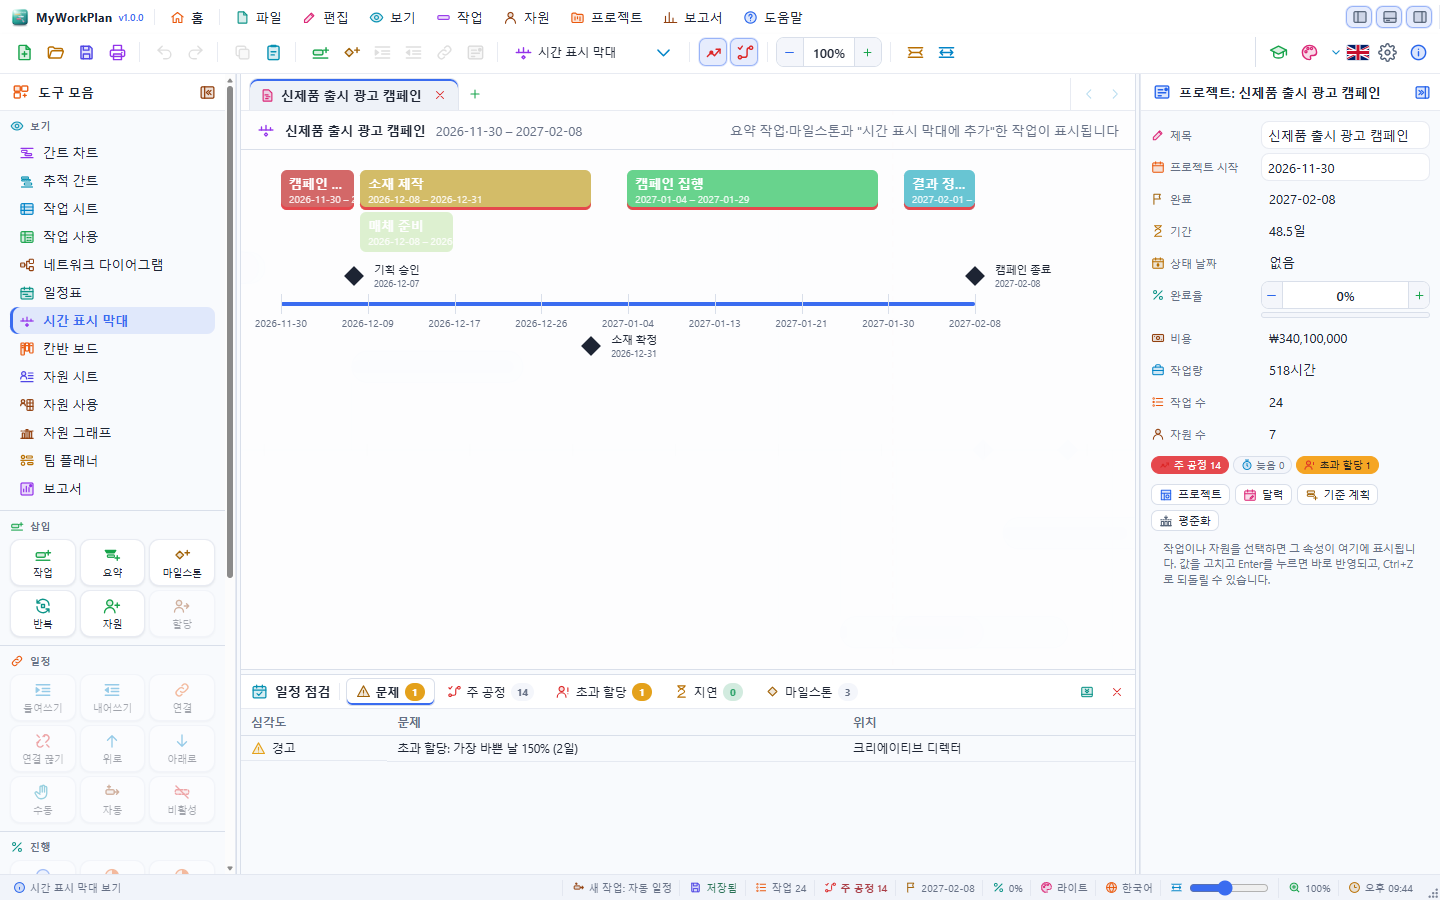 MyWorkPlan v1.0.0
홈
파일
편집
보기
작업
자원
프로젝트
보고서
도움말
시간 표시 막대
100%
도구 모음
보기
간트 차트
추적 간트
작업 시트
작업 사용
네트워크 다이어그램
일정표
시간 표시 막대
칸반 보드
자원 시트
자원 사용
자원 그래프
팀 플래너
보고서
삽입
작업
요약
마일스톤
반복
자원
할당
일정
들여쓰기
내어쓰기
연결
연결 끊기
위로
아래로
수동
자동
비활성
진행
신제품 출시 광고 캠페인
신제품 출시 광고 캠페인 2026-11-30 – 2027-02-08
요약 작업·마일스톤과 "시간 표시 막대에 추가"한 작업이 표시됩니다
캠페인 ...
2026-11-30 –
소재 제작
2026-12-08 – 2026-12-31
캠페인 집행
2027-01-04 – 2027-01-29
결과 정...
2027-02-01 –
매체 준비
2026-12-08 – 2026
기획 승인
2026-12-07
캠페인 종료
2027-02-08
2026-11-30
2026-12-09
2026-12-17
2026-12-26
2027-01-04
2027-01-13
2027-01-21
2027-01-30
2027-02-08
소재 확정
2026-12-31
일정 점검
문제 1
주 공정 14
초과 할당 1
지연 0
마일스톤 3
심각도
문제
위치
경고
초과 할당: 가장 바쁜 날 150% (2일)
크리에이티브 디렉터
프로젝트: 신제품 출시 광고 캠페인
제목
신제품 출시 광고 캠페인
프로젝트 시작
2026-11-30
완료
2027-02-08
기간
48.5일
상태 날짜
없음
완료율
0%
비용
₩340,100,000
작업량
518시간
작업 수
24
자원 수
7
주 공정 14
늦음 0
초과 할당 1
프로젝트
달력
기준 계획
평준화
작업이나 자원을 선택하면 그 속성이 여기에 표시됩니
다. 값을 고치고 Enter를 누르면 바로 반영되고, Ctrl+Z
로 되돌릴 수 있습니다.
시간 표시 막대 보기
새 작업: 자동 일정
저장됨
작업 24
주 공정 14
2027-02-08
0%
라이트
한국어
100%
오후 09:44